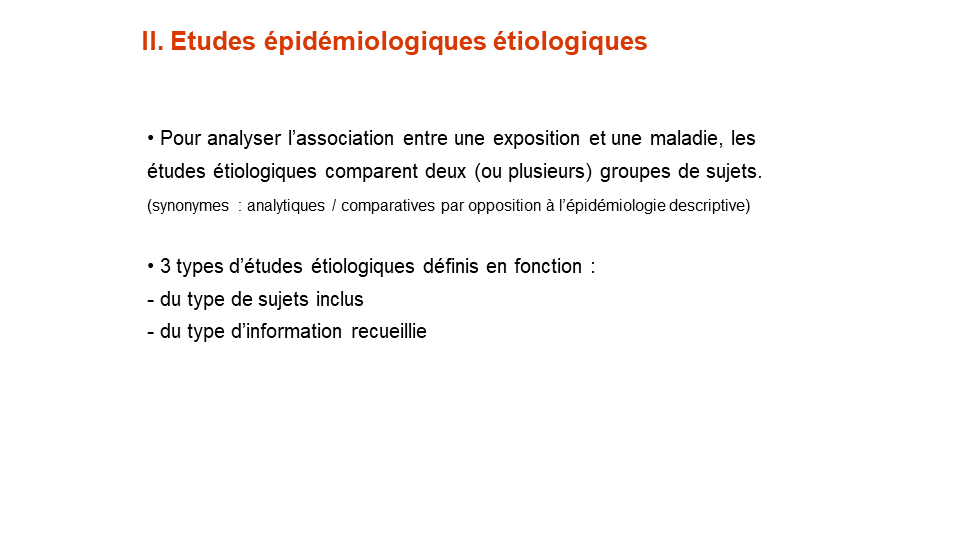 II. Etudes épidémiologiques étiologiques
• Pour analyser l’association entre une exposition et une maladie, les
études étiologiques comparent deux (ou plusieurs) groupes de sujets.
(synonymes : analytiques / comparatives par opposition à l’épidémiologie descriptive)
• 3 types d’études étiologiques définis en fonction :
- du type de sujets inclus
- du type d’information recueillie